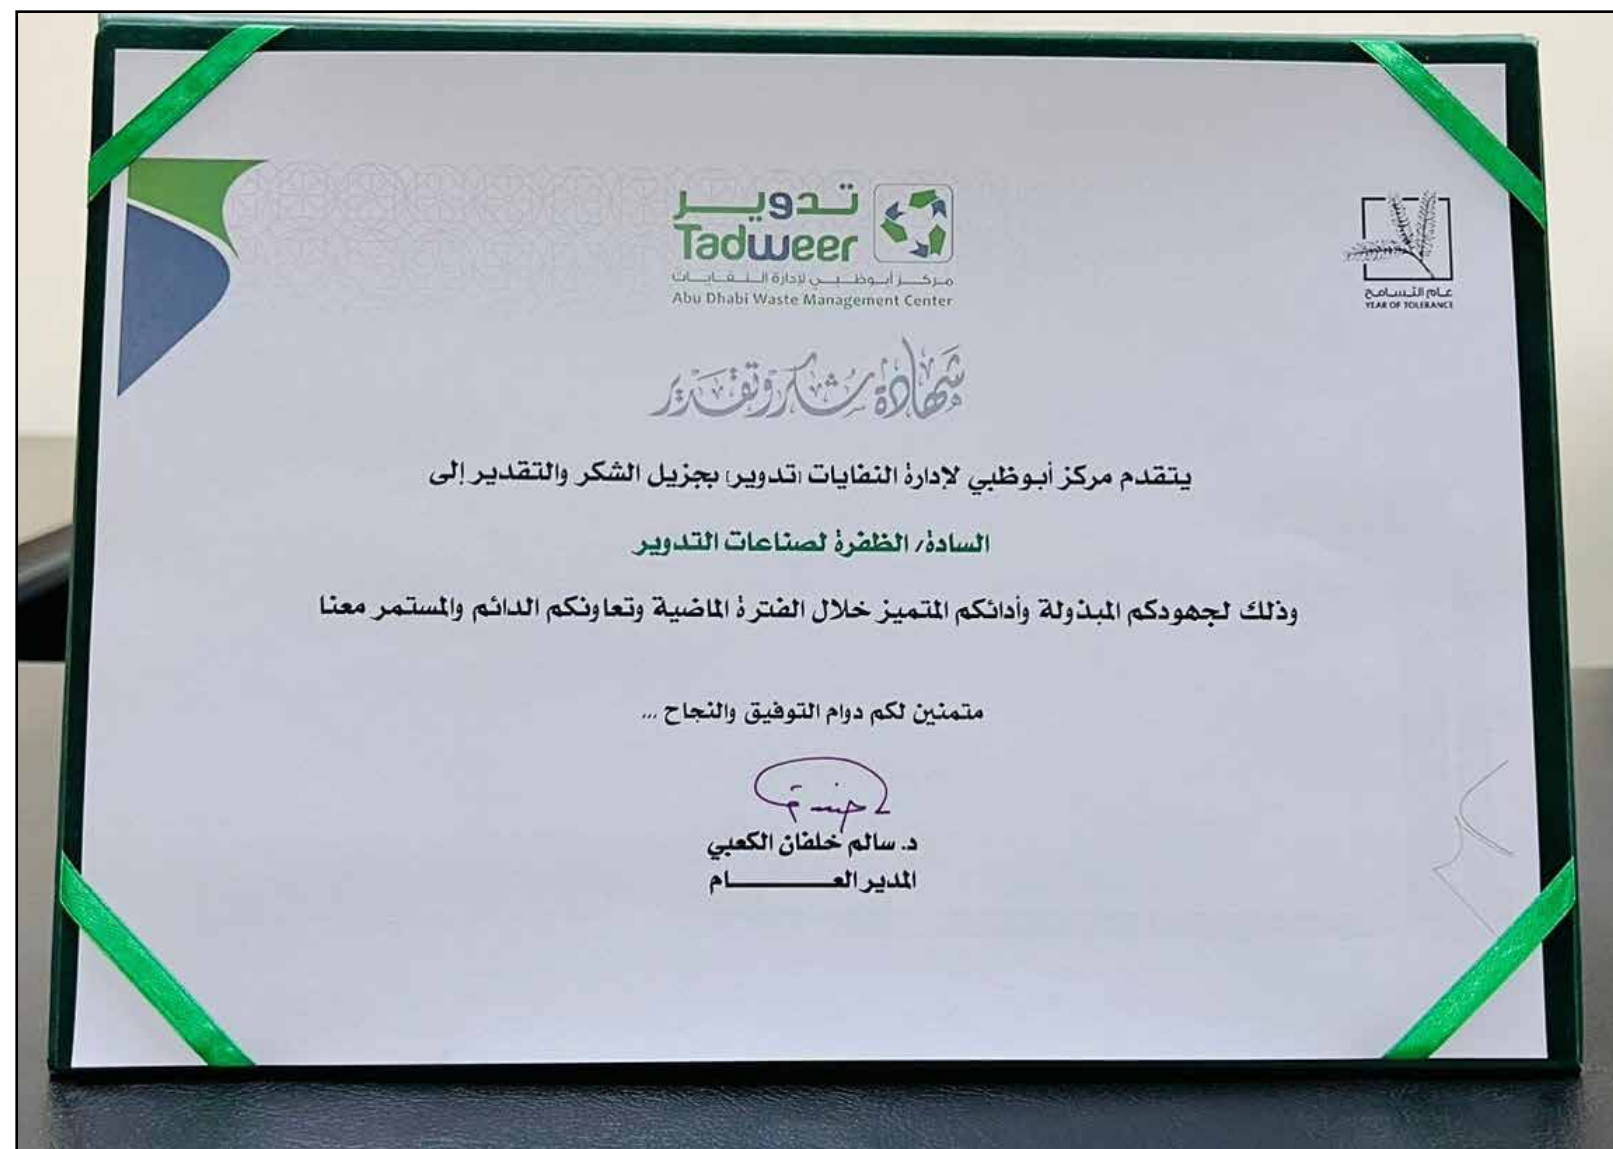 تدوير
Tadweer
مركز أبوظبي لإدارة النفايات
Abu Dhabi Waste Management Center
عام التسامح
YEAR OF TOLERANCE
شهادة شكر وتقدير
يتقدم مركز أبوظبي لإدارة النفايات (تدوير) بجزيل الشكر والتقدير إلى
السادة/ الظفرة لصناعات التدوير
وذلك لجهودكم المبذولة وأدائكم المتميز خلال الفترة الماضية وتعاونكم الدائم والمستمر معنا
متمنين لكم دوام التوفيق والنجاح ...
د. سالم خلفان الكعبي
المدير العـــــــام